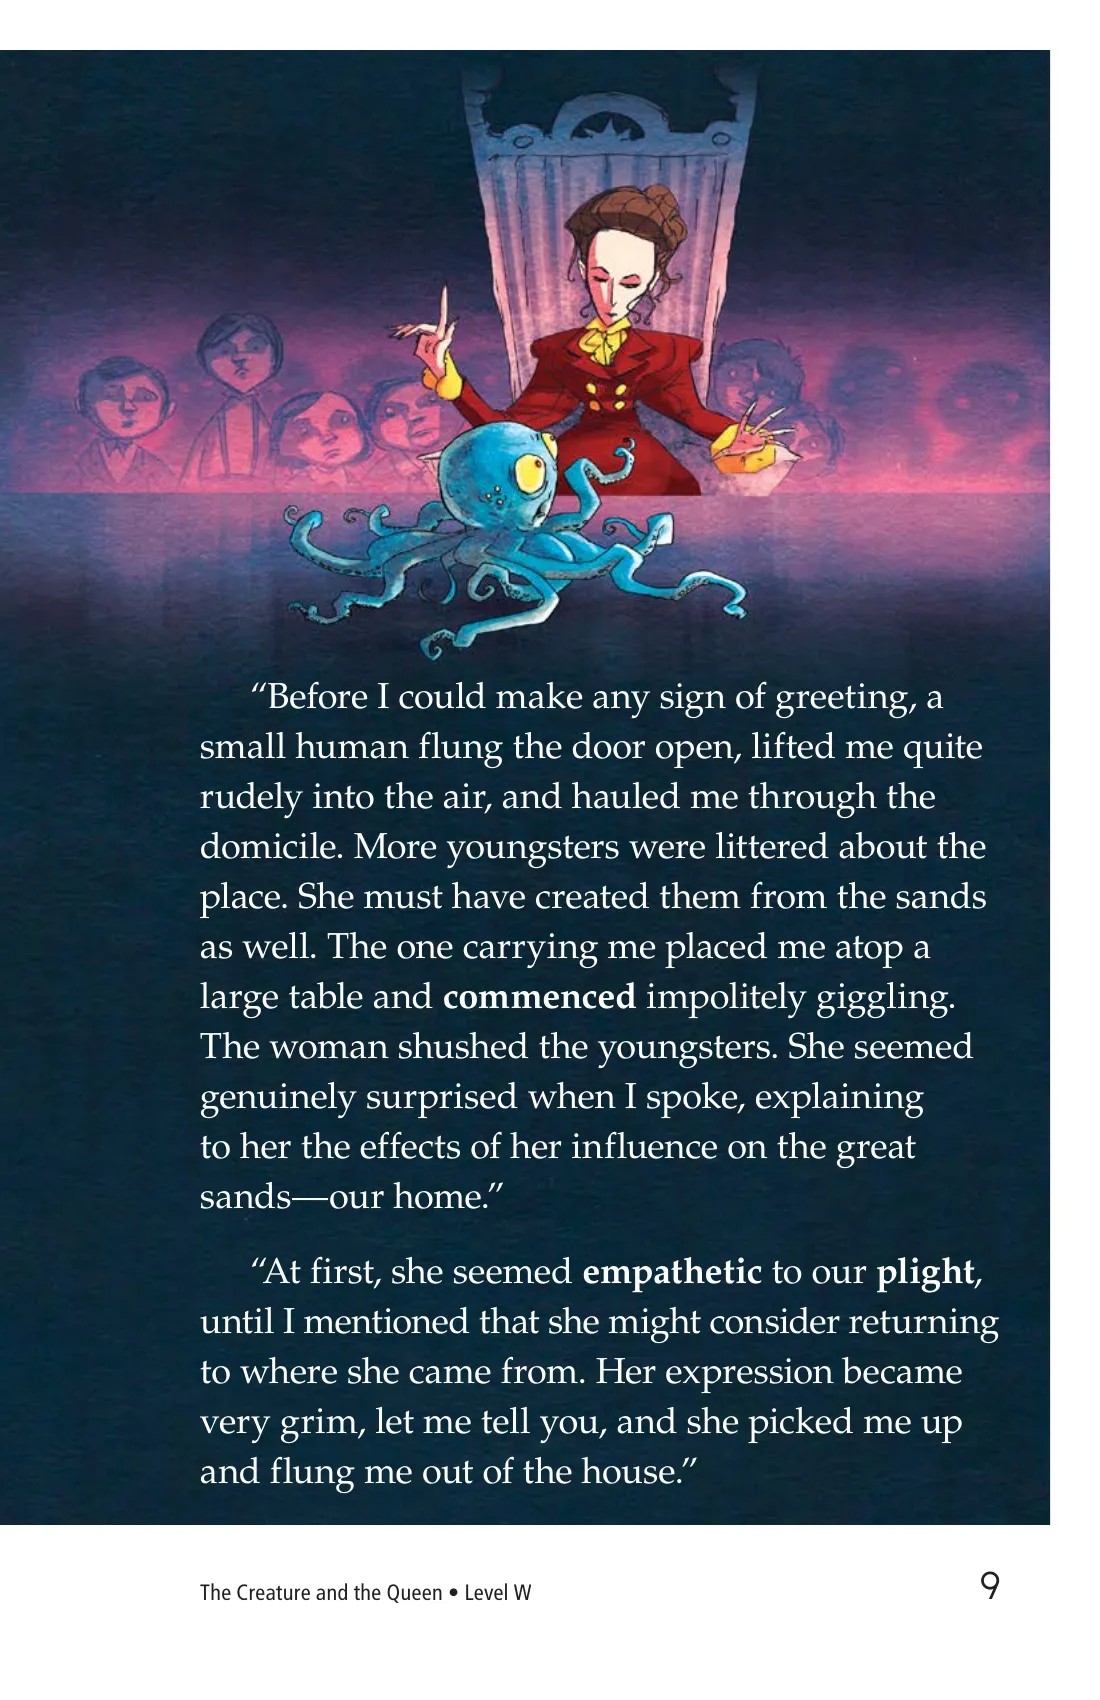 “Before I could make any sign of greeting, a
small human flung the door open, lifted me quite
rudely into the air, and hauled me through the
domicile. More youngsters were littered about the
place. She must have created them from the sands
as well. The one carrying me placed me atop a
large table and commenced impolitely giggling.
The woman shushed the youngsters. She seemed
genuinely surprised when I spoke, explaining
to her the effects of her influence on the great
sands—our home.”
“At first, she seemed empathetic to our plight,
until I mentioned that she might consider returning
to where she came from. Her expression became
very grim, let me tell you, and she picked me up
and flung me out of the house.”
The Creature and the Queen • Level W
9